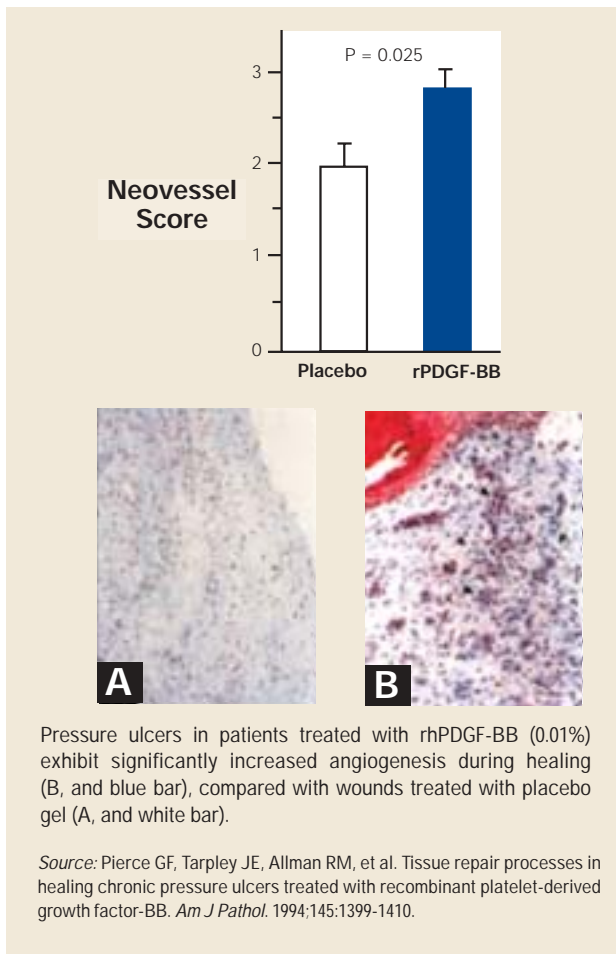 P = 0.025
3
2
1
0
Neovessel
Score
Placebo
rPDGF-BB
A
B
Pressure ulcers in patients treated with rhPDGF-BB (0.01%)
exhibit significantly increased angiogenesis during healing
(B, and blue bar), compared with wounds treated with placebo
gel (A, and white bar).
Source: Pierce GF, Tarpley JE, Allman RM, et al. Tissue repair processes in
healing chronic pressure ulcers treated with recombinant platelet-derived
growth factor-BB. Am J Pathol. 1994;145:1399-1410.